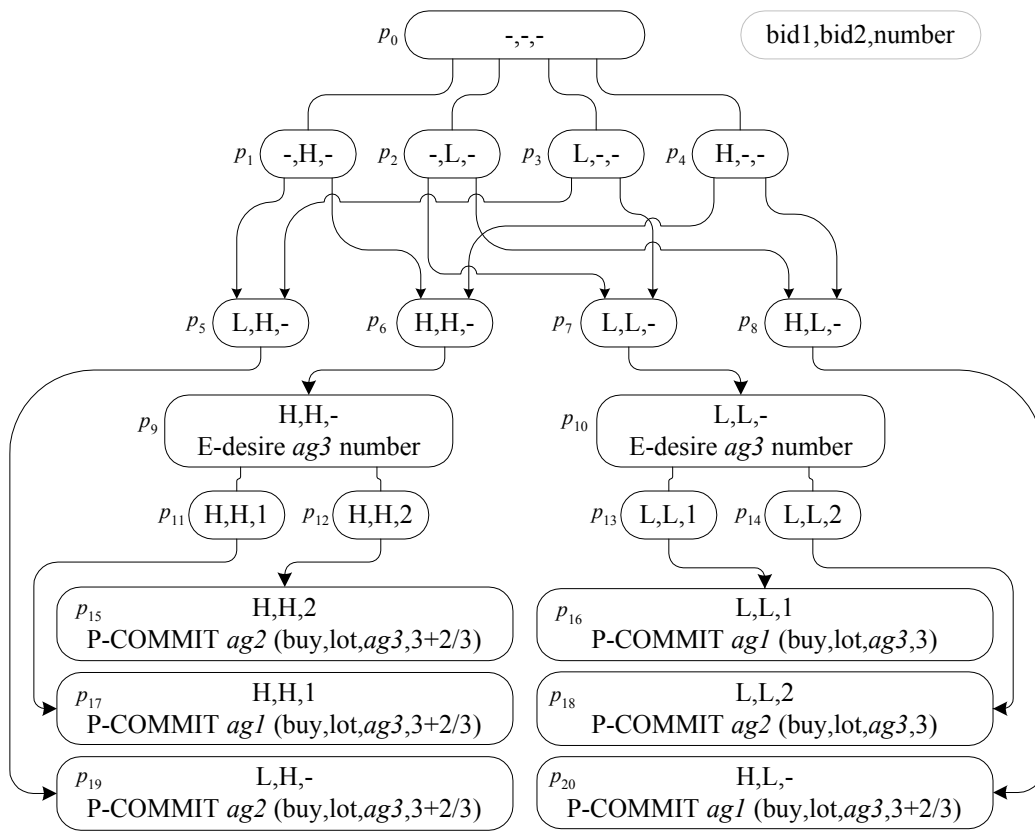 p0 -,-,- bid1,bid2,number
p1 -,H,- p2 -,L,- p3 L,-,- p4 H,-,-
p5 L,H,- p6 H,H,- p7 L,L,- p8 H,L,-
p9 H,H,- p10 L,L,-
E-desire ag3 number E-desire ag3 number
p11 H,H,1 p12 H,H,2 p13 L,L,1 p14 L,L,2
p15 H,H,2 p16 L,L,1
P-COMMIT ag2 (buy,lot,ag3,3+2/3) P-COMMIT ag1 (buy,lot,ag3,3)
p17 H,H,1 p18 L,L,2
P-COMMIT ag1 (buy,lot,ag3,3+2/3) P-COMMIT ag2 (buy,lot,ag3,3)
p19 L,H,- p20 H,L,-
P-COMMIT ag2 (buy,lot,ag3,3+2/3) P-COMMIT ag1 (buy,lot,ag3,3+2/3)